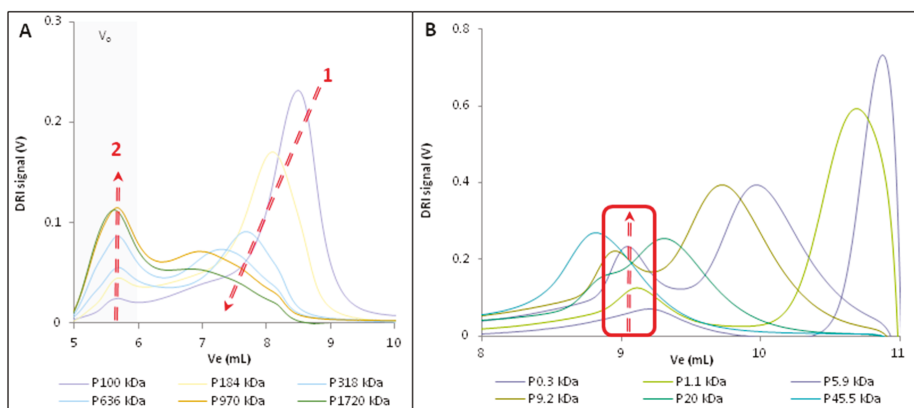 A
V₀
1
2
0.3
0.2
0.1
0
DRI signal (V)
5 6 7 8 9 10
Ve (mL)
P100 kDa P184 kDa P318 kDa
P636 kDa P970 kDa P1720 kDa
B
0.8
0.6
0.4
0.2
0
DRI signal (V)
8 9 10 11
Ve (mL)
P0.3 kDa P1.1 kDa P5.9 kDa
P9.2 kDa P20 kDa P45.5 kDa